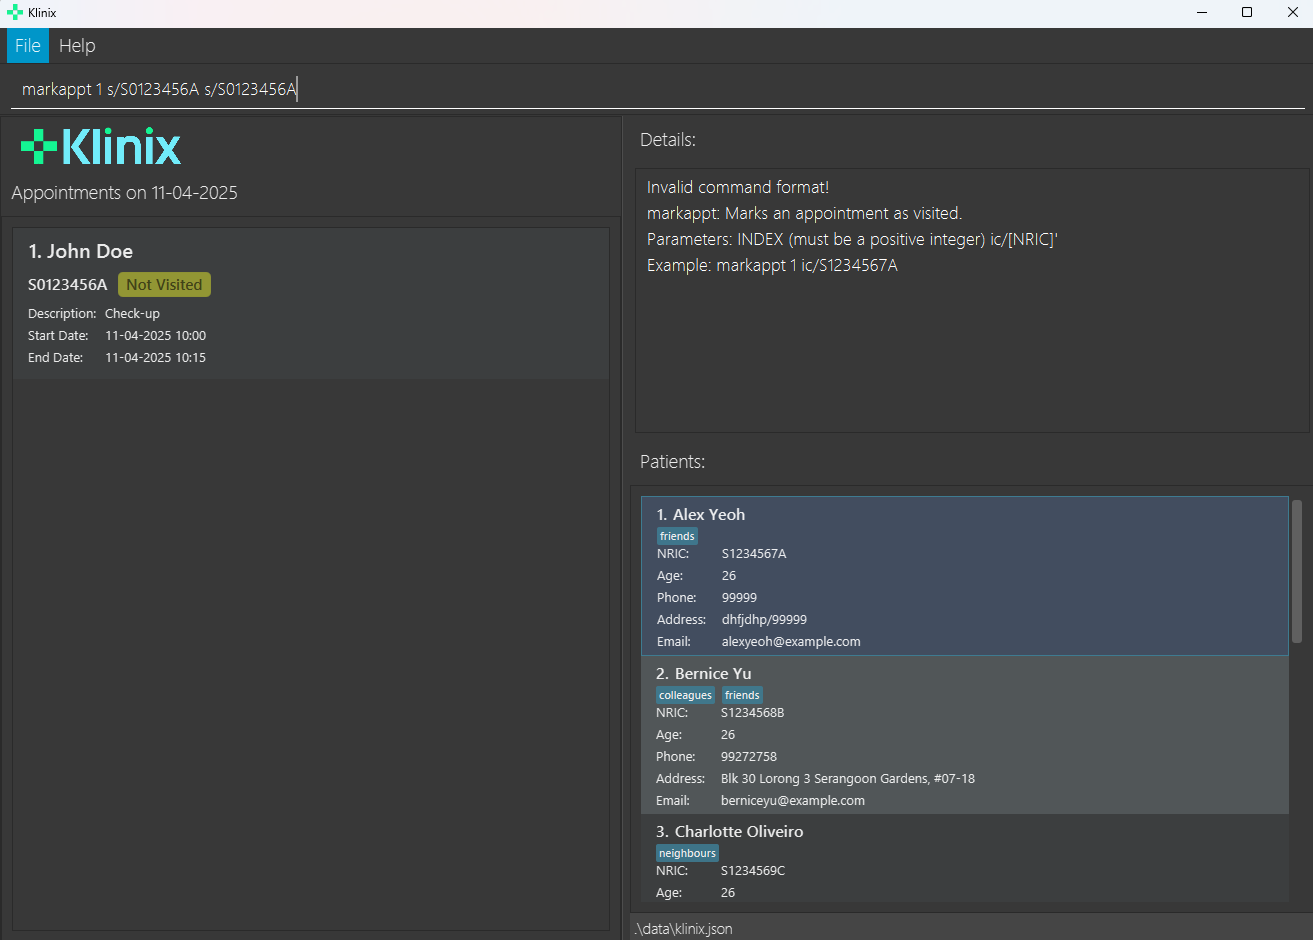 Klinix
File Help
markappt 1 s/S0123456A s/S0123456A
Klinix
Appointments on 11-04-2025
1. John Doe
S0123456A Not Visited
Description: Check-up
Start Date: 11-04-2025 10:00
End Date: 11-04-2025 10:15
Details:
Invalid command format!
markappt: Marks an appointment as visited.
Parameters: INDEX (must be a positive integer) ic/[NRIC]'
Example: markappt 1 ic/S1234567A
Patients:
1. Alex Yeoh
friends
NRIC: S1234567A
Age: 26
Phone: 99999
Address: dhfjdhp/99999
Email: alexyeoh@example.com
2. Bernice Yu
colleagues friends
NRIC: S1234568B
Age: 26
Phone: 99272758
Address: Blk 30 Lorong 3 Serangoon Gardens, #07-18
Email: berniceyu@example.com
3. Charlotte Oliveiro
neighbours
NRIC: S1234569C
Age: 26
.\data\klinix.json